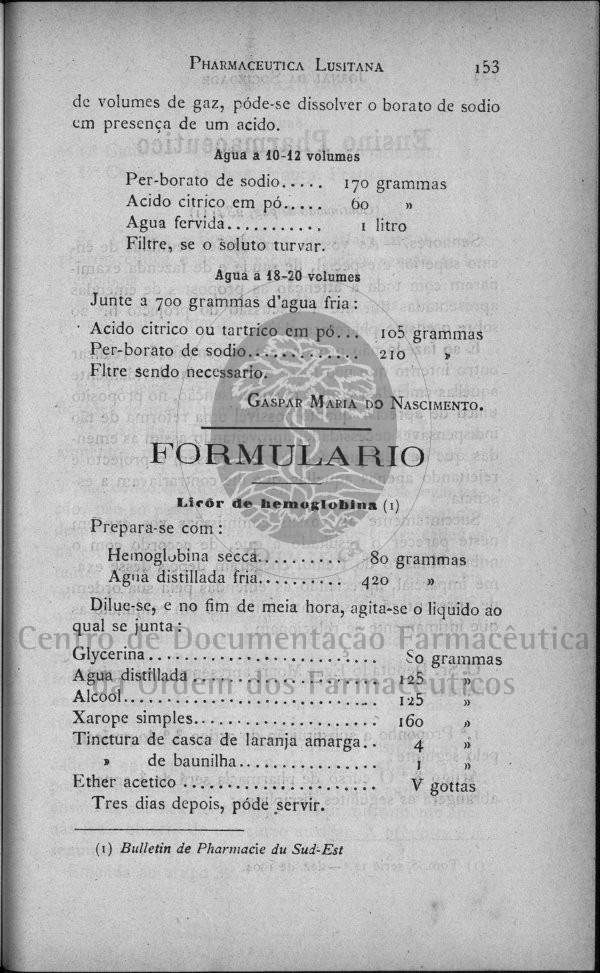 PHARMACEUTICA LUSITANA 153
de volumes de gaz, póde-se dissolver o borato de sodio
em presença de um acido.
Agua a 10-12 volumes
Per-borato de sodio..... 170 grammas
Acido citrico em pó..... 60 »
Agua fervida........... 1 litro
Filtre, se o soluto turvar.
Agua a 18-20 volumes
Junte a 700 grammas d'agua fria:
Acido citrico ou tartrico em pó... 105 grammas
Per-borato de sodio............. 210 »
Fltre sendo necessario.
GASPAR MARIA DO NASCIMENTO.
FORMULARIO
Licôr de hemoglobina (1)
Prepara-se com:
Hemoglobina secca.......... 80 grammas
Agua distillada fria.......... 420 »
Dilue-se, e no fim de meia hora, agita-se o liquido ao
qual se junta:
Centro de Documentação Farmacêutica
da Ordem dos Farmacêuticos
Glycerina............................ 80 grammas
Agua distillada....................... 125 »
Alcoól............................... 125 »
Xarope simples....................... 160 »
Tinctura de casca de laranja amarga.. 4 »
» de baunilha................. 1 »
Ether acetico........................ V gottas
Tres dias depois, póde servir.
(1) Bulletin de Pharmacie du Sud-Est